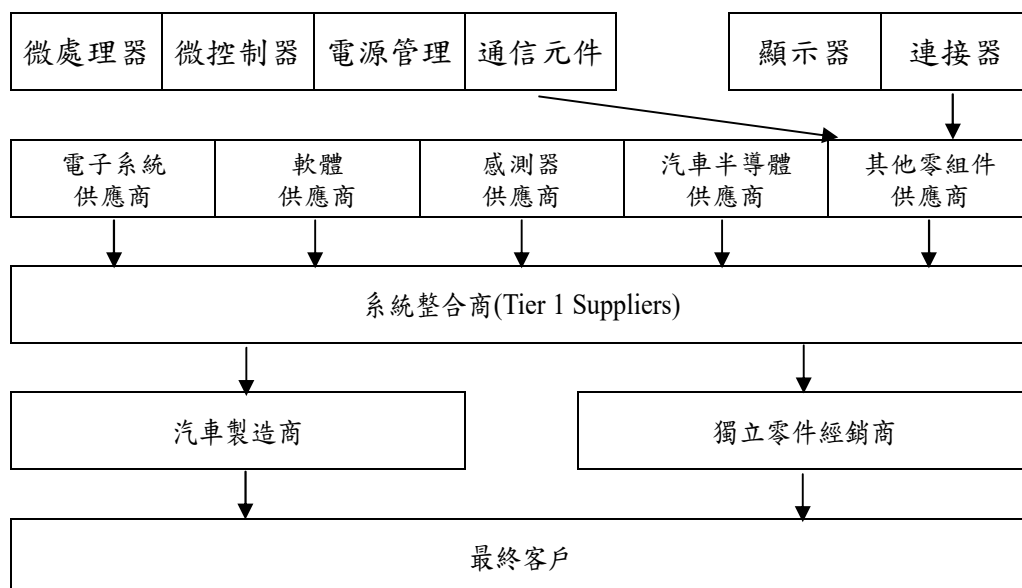 微處理器 微控制器 電源管理 通信元件 顯示器 連接器
電子系統 軟體 感測器 汽車半導體 其他零組件
供應商 供應商 供應商 供應商 供應商
系統整合商(Tier 1 Suppliers)
汽車製造商 獨立零件經銷商
最終客戶